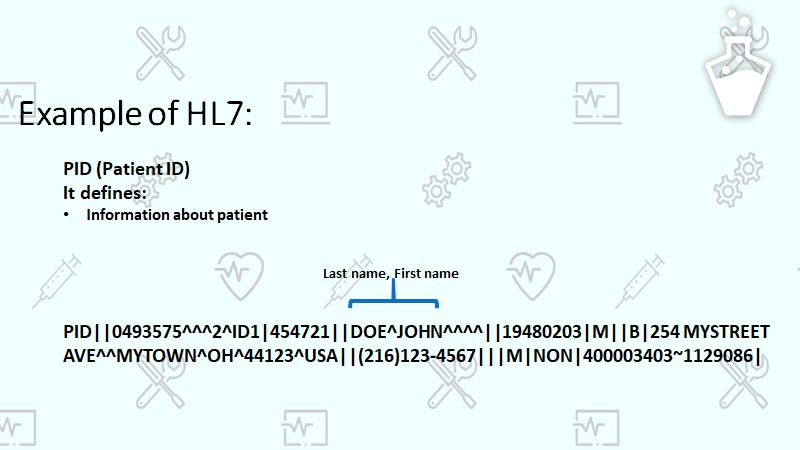 Example of HL7:
PID (Patient ID)
It defines:
• Information about patient
Last name, First name
PID||0493575^^^2^ID1|454721||DOE^JOHN^^^^||19480203|M||B|254 MYSTREET
AVE^^MYTOWN^OH^44123^USA||(216)123-4567|||M|NON|400003403~1129086|